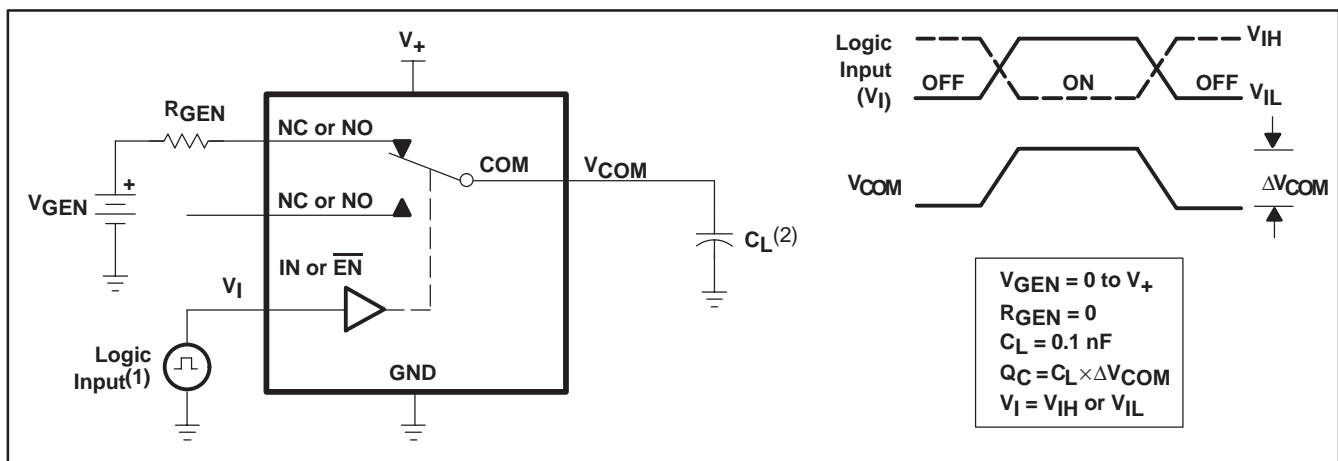 V+
RGEN
NC or NO
COM
VCOM
+
VGEN
NC or NO
CL(2)
IN or E̅N̅
VI
Logic
Input(1)
GND
Logic
Input
(VI)
OFF
ON
OFF
VIH
VIL
VCOM
ΔVCOM
VGEN = 0 to V+
RGEN = 0
CL = 0.1 nF
QC = CL × ΔVCOM
VI = VIH or VIL